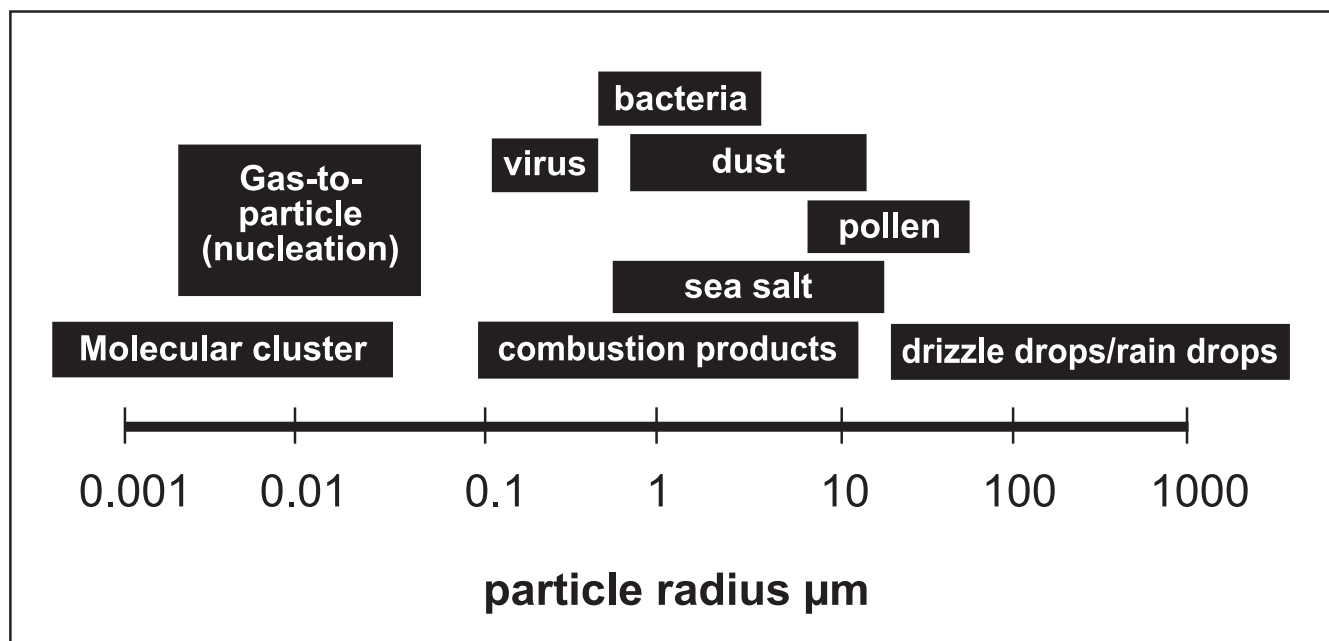 bacteria
virus
dust
Gas-to-
particle
(nucleation)
pollen
sea salt
Molecular cluster
combustion products
drizzle drops/rain drops
0.001
0.01
0.1
1
10
100
1000
particle radius µm